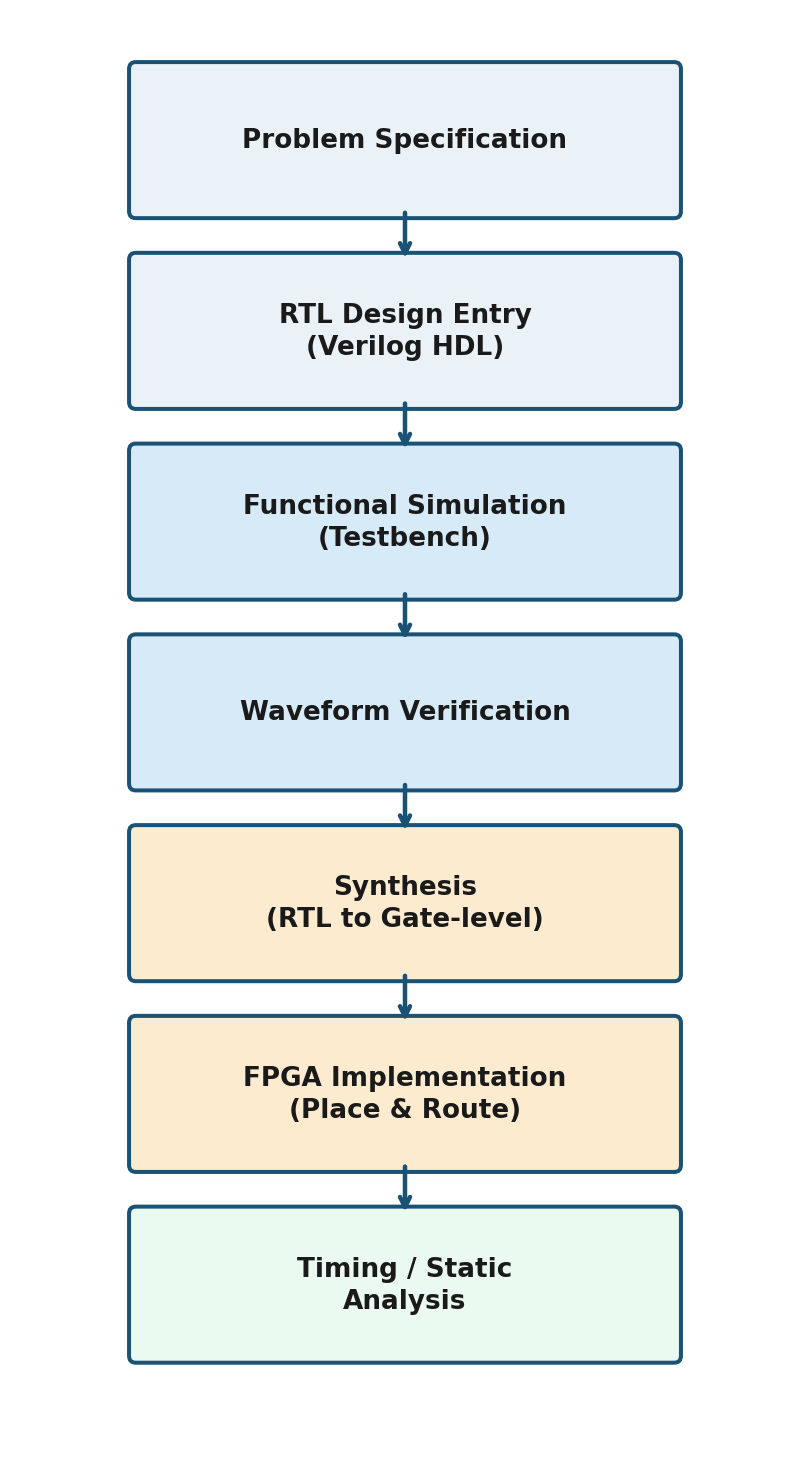 Problem Specification
RTL Design Entry
(Verilog HDL)
Functional Simulation
(Testbench)
Waveform Verification
Synthesis
(RTL to Gate-level)
FPGA Implementation
(Place & Route)
Timing / Static
Analysis